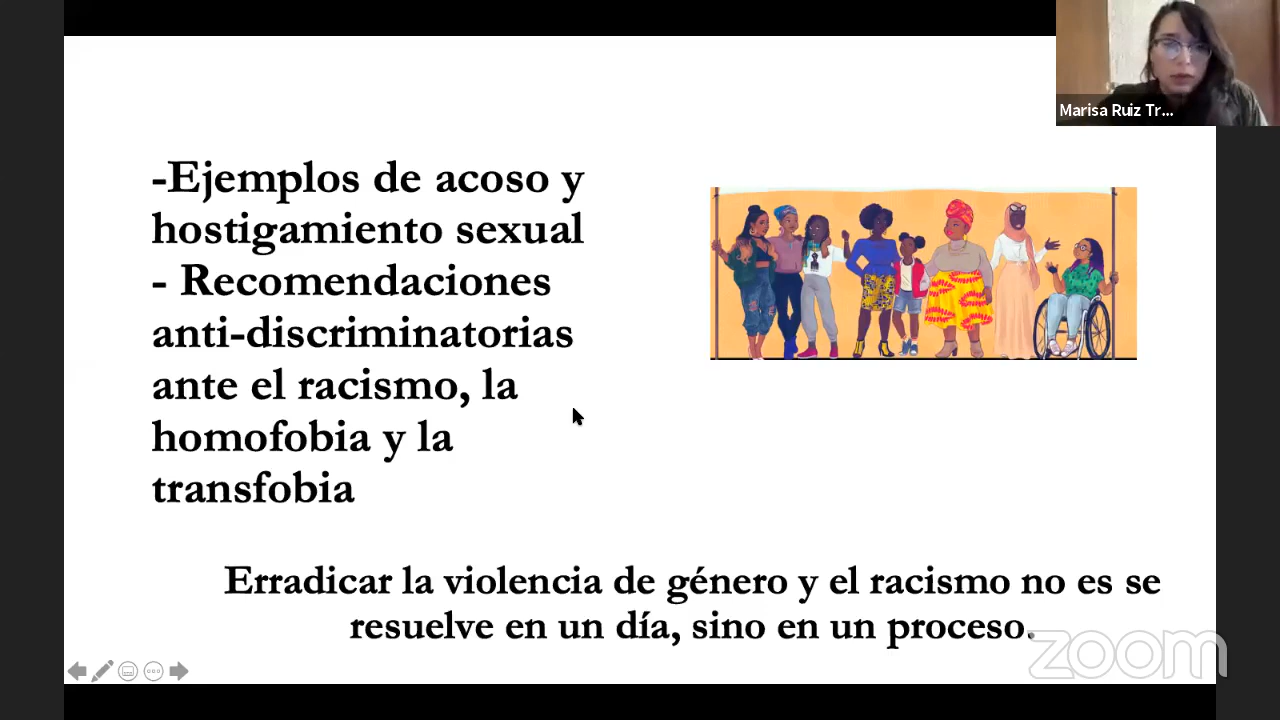 Marisa Ruiz Tr...
-Ejemplos de acoso y
hostigamiento sexual
- Recomendaciones
anti-discriminatorias
ante el racismo, la
homofobia y la
transfobia
Erradicar la violencia de género y el racismo no es se
resuelve en un día, sino en un proceso.
zoom